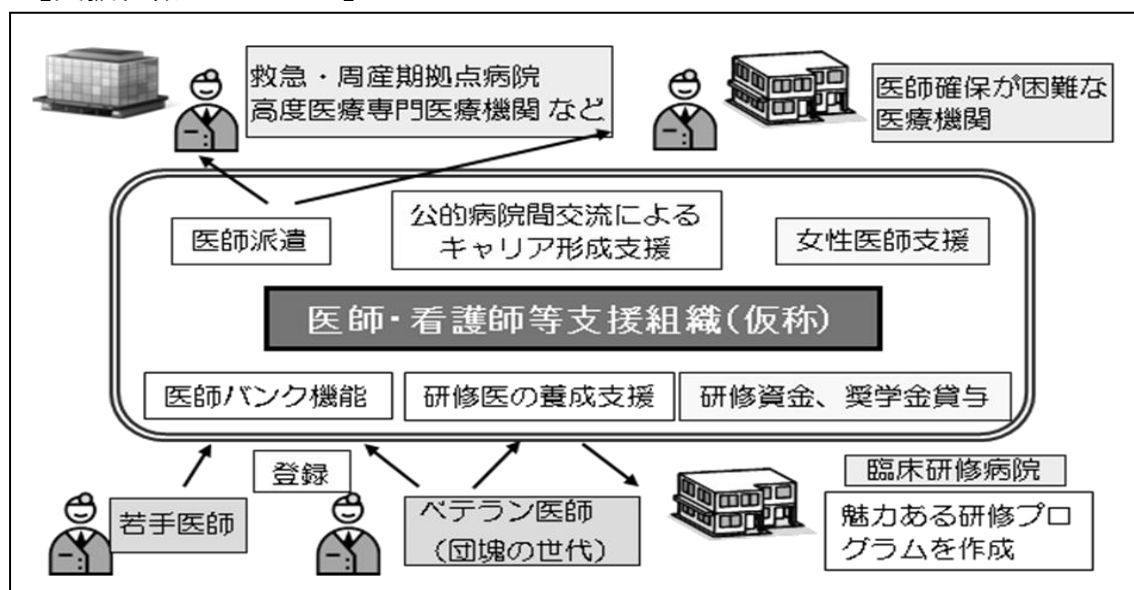 救急・周産期拠点病院
高度医療専門医療機関 など
医師確保が困難な
医療機関
医師派遣
公的病院間交流による
キャリア形成支援
女性医師支援
医師・看護師等支援組織(仮称)
医師バンク機能
研修医の養成支援
研修資金、奨学金貸与
登録
若手医師
ベテラン医師
(団塊の世代)
臨床研修病院
魅力ある研修プロ
グラムを作成